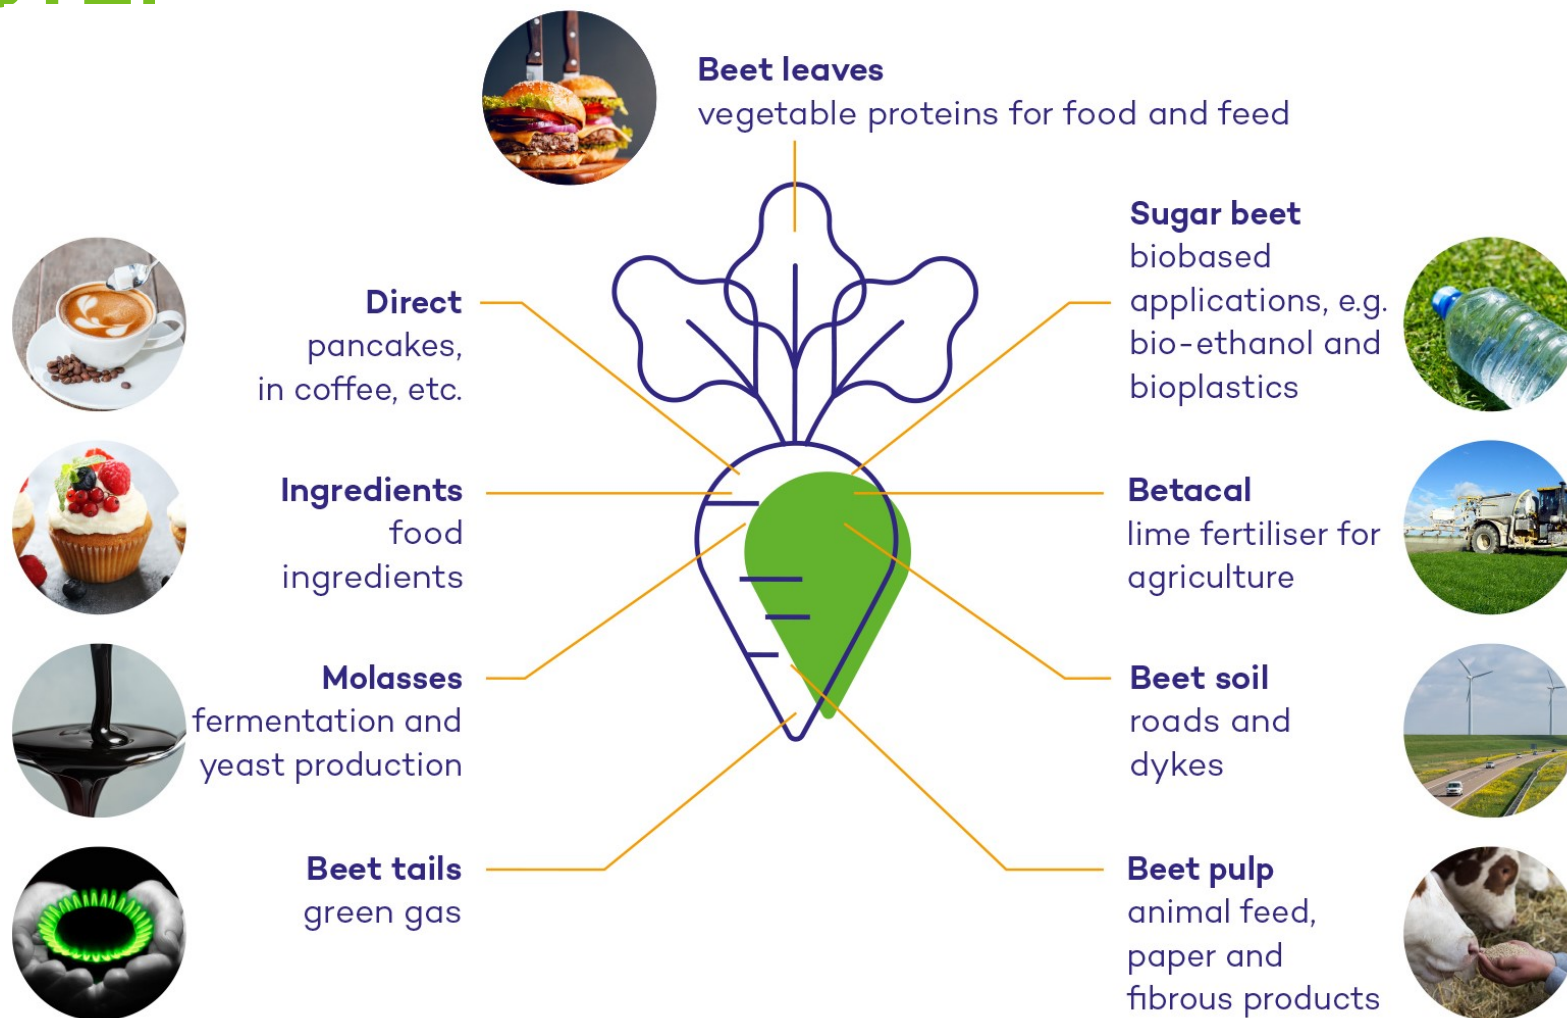 Beet leaves
vegetable proteins for food and feed
Direct
pancakes,
in coffee, etc.
Ingredients
food
ingredients
Molasses
fermentation and
yeast production
Beet tails
green gas
Sugar beet
biobased
applications, e.g.
bio-ethanol and
bioplastics
Betacal
lime fertiliser for
agriculture
Beet soil
roads and
dykes
Beet pulp
animal feed,
paper and
fibrous products